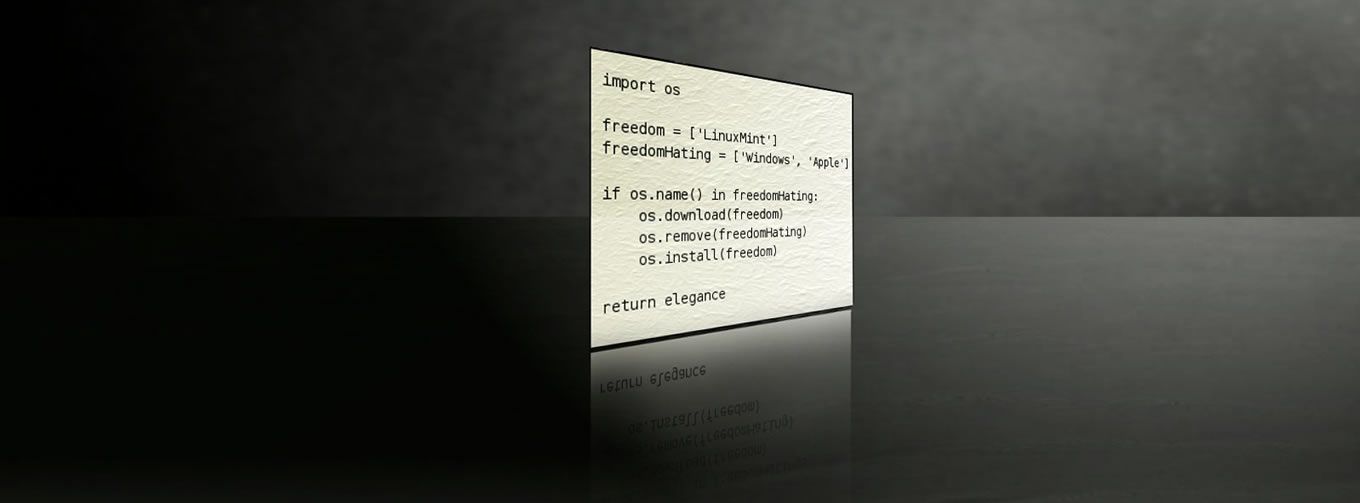 import os
freedom = ['LinuxMint']
freedomHating = ['Windows', 'Apple']
if os.name() in freedomHating:
os.download(freedom)
os.remove(freedomHating)
os.install(freedom)
return elegance